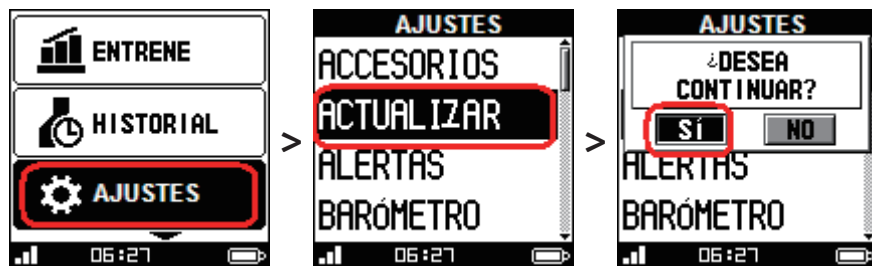 ENTRENE
HISTORIAL
AJUSTES
06:27
>
AJUSTES
ACCESORIOS
ACTUALIZAR
ALERTAS
BARÓMETRO
06:27
>
AJUSTES
¿DESEA
CONTINUAR?
Sí NO
ALERTAS
BARÓMETRO
06:27